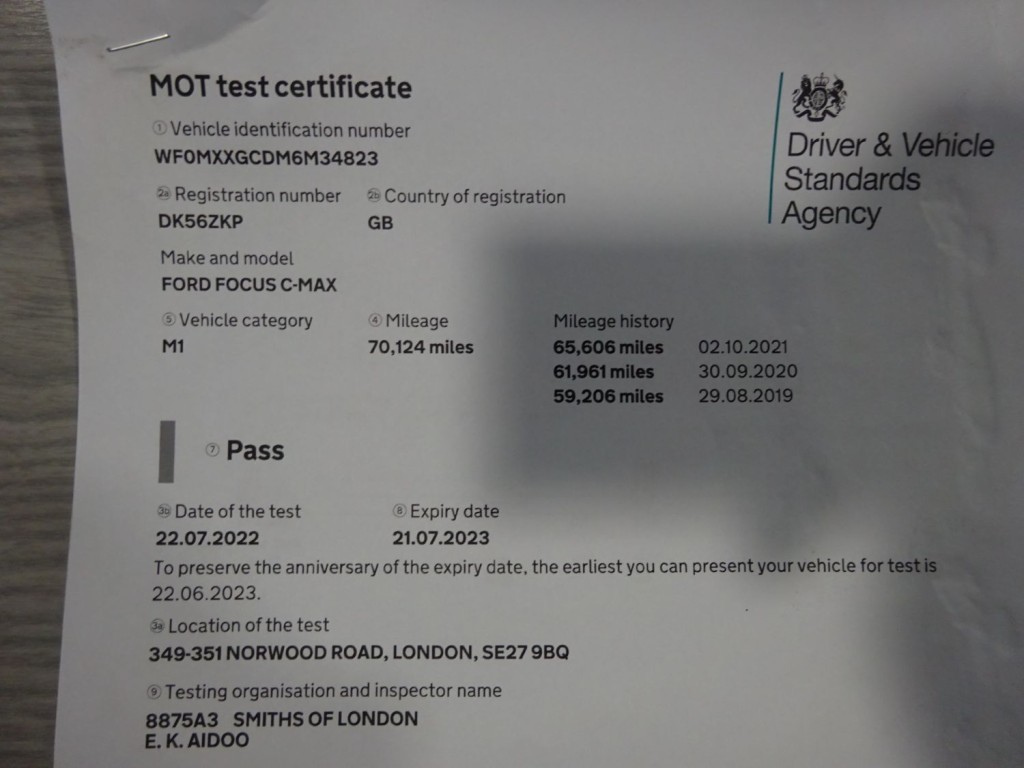 MOT test certificate
① Vehicle identification number
WF0MXXGCDM6M34823
2a Registration number 2b Country of registration
DK56ZKP GB
Make and model
FORD FOCUS C-MAX
⑤ Vehicle category ④ Mileage Mileage history
M1 70,124 miles 65,606 miles 02.10.2021
61,961 miles 30.09.2020
59,206 miles 29.08.2019
⑦ Pass
3b Date of the test ⑧ Expiry date
22.07.2022 21.07.2023
To preserve the anniversary of the expiry date, the earliest you can present your vehicle for test is
22.06.2023.
3a Location of the test
349-351 NORWOOD ROAD, LONDON, SE27 9BQ
⑨ Testing organisation and inspector name
8875A3 SMITHS OF LONDON
E. K. AIDOO
Driver & Vehicle
Standards
Agency